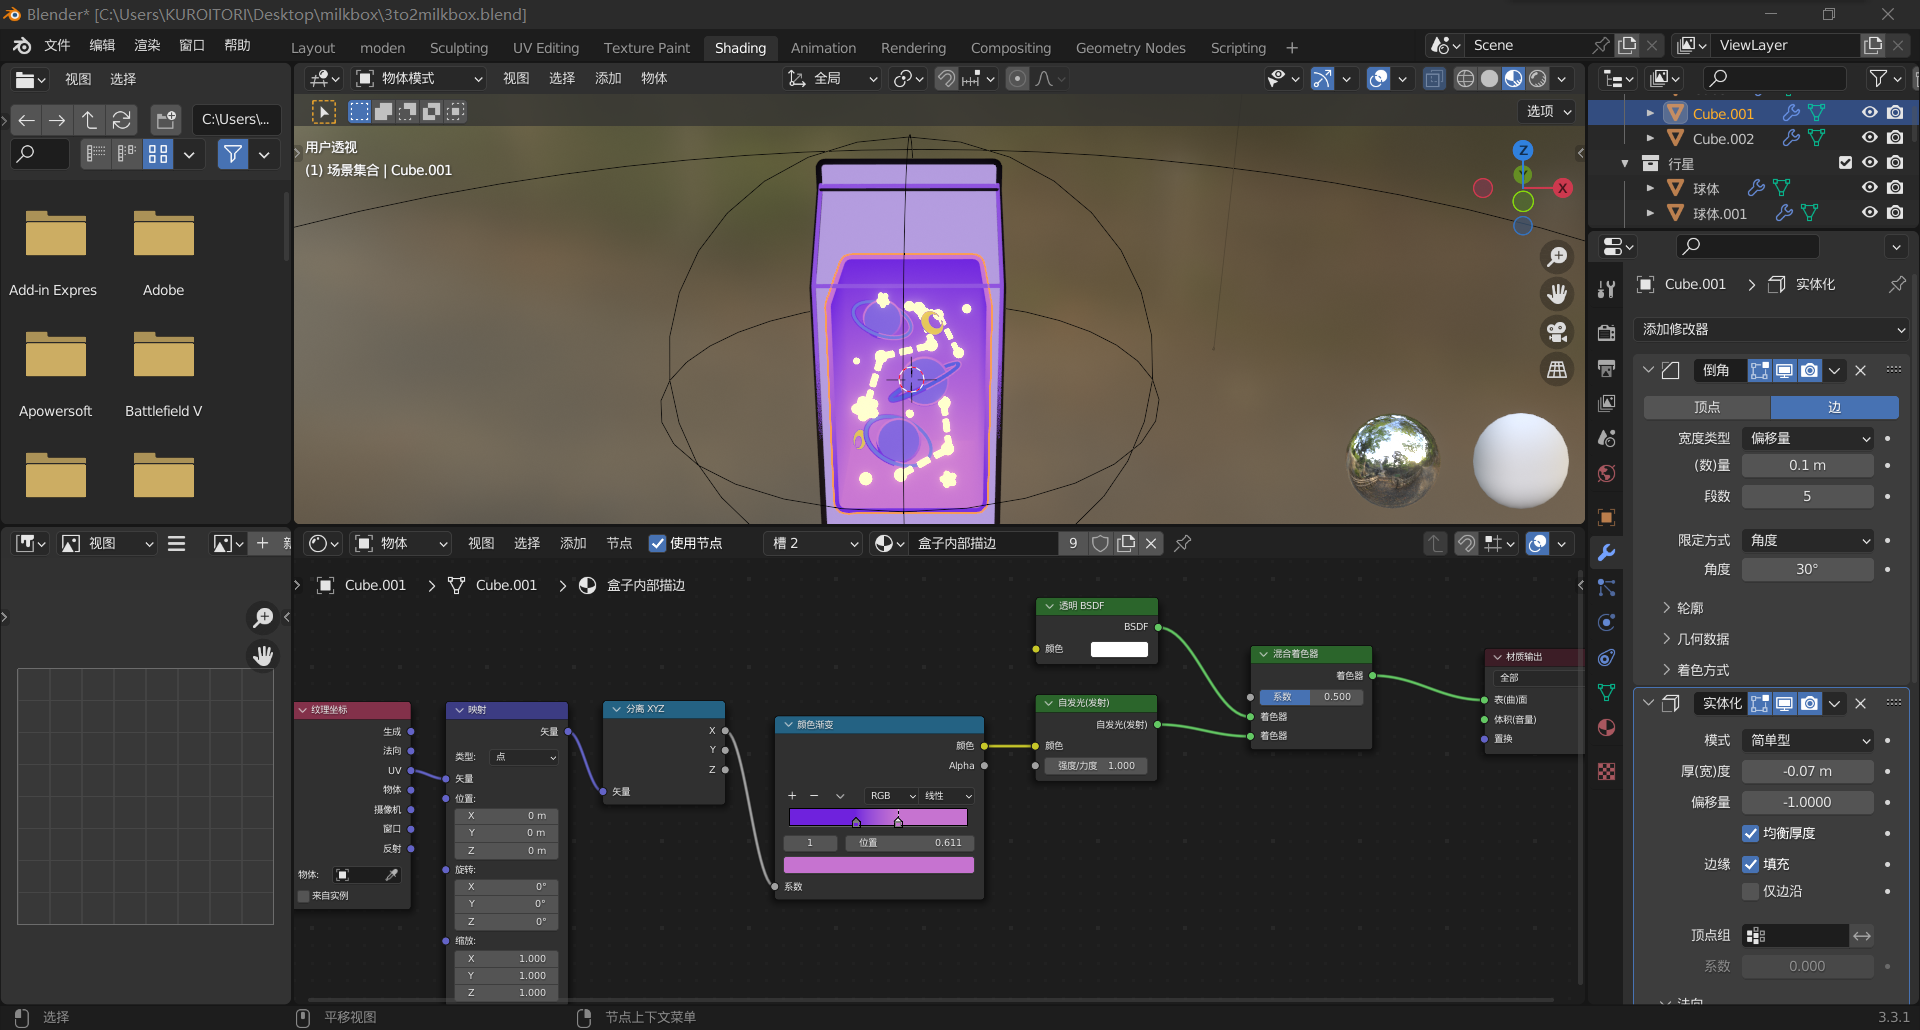 Blender* [C:\Users\KUROITORI\Desktop\milkbox\3to2milkbox.blend]
文件 编辑 渲染 窗口 帮助 Layout moden Sculpting UV Editing Texture Paint Shading Animation Rendering Compositing Geometry Nodes Scripting + Scene ViewLayer
视图 选择
物体模式 视图 选择 添加 物体 全局
C:\Users\...
选项
用户透视
(1) 场景集合 | Cube.001
Z
Y
X
Add-in Expres Adobe
Apowersoft Battlefield V
Cube.001
Cube.002
行星
球体
球体.001
Cube.001 实体化
添加修改器
倒角
顶点 边
宽度类型 偏移量
(数)量 0.1 m
段数 5
限定方式 角度
角度 30°
轮廓
几何数据
着色方式
实体化
模式 简单型
厚(宽)度 -0.07 m
偏移量 -1.0000
均衡厚度
边缘 填充
仅边沿
顶点组
系数 0.000
法向
视图
物体 视图 选择 添加 节点 使用节点 槽 2 盒子内部描边 9
Cube.001 Cube.001 盒子内部描边
纹理坐标
生成
法向
UV
物体
摄像机
窗口
反射
物体:
来自实例
映射
矢量
类型: 点
矢量
位置:
X 0 m
Y 0 m
Z 0 m
旋转:
X 0°
Y 0°
Z 0°
缩放:
X 1.000
Y 1.000
Z 1.000
分离 XYZ
X
Y
Z
矢量
颜色渐变
颜色
Alpha
RGB 线性
1 位置 0.611
系数
透明 BSDF
BSDF
颜色
自发光(发射)
自发光(发射)
颜色
强度/力度 1.000
混合着色器
着色器
系数 0.500
着色器
着色器
材质输出
全部
表(曲)面
体积(音量)
置换
选择 平移视图 节点上下文菜单 3.3.1